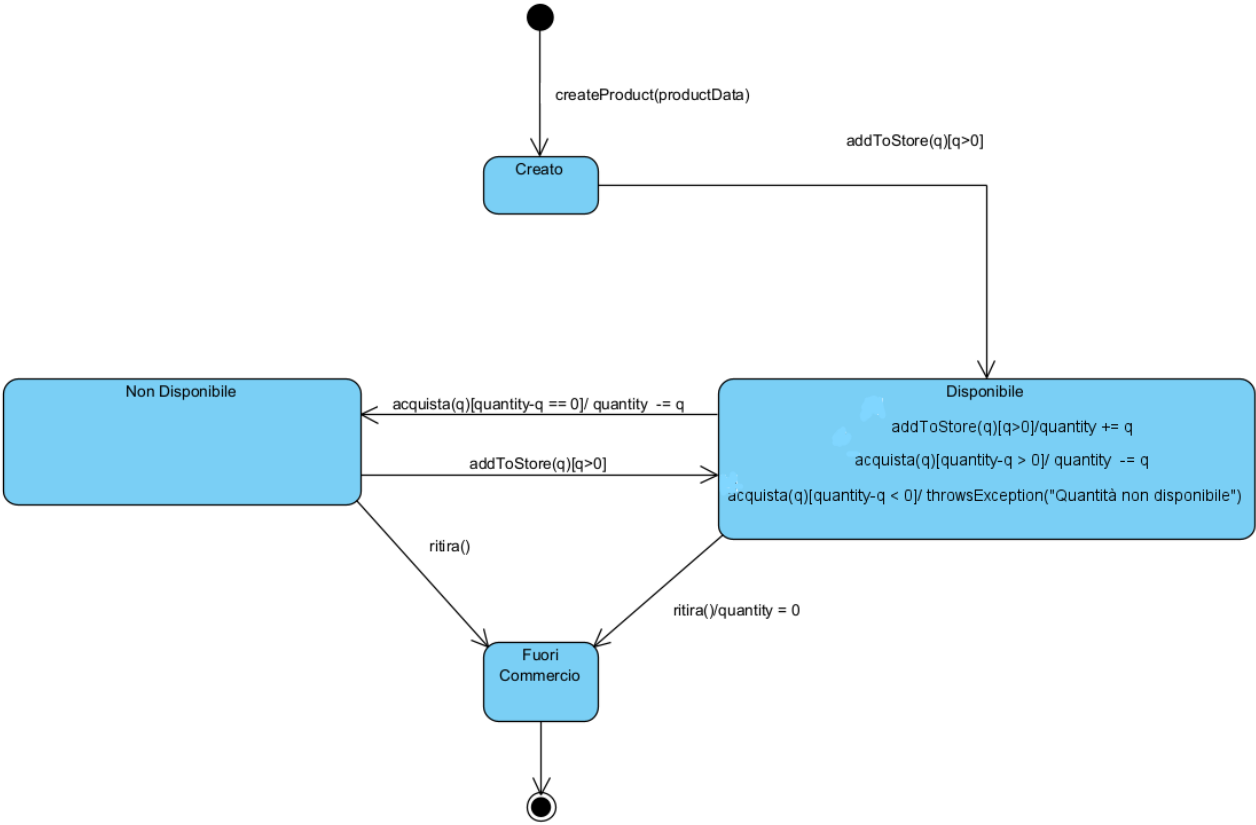 createProduct(productData)
addToStore(q)[q>0]
Creato
Non Disponibile
acquista(q)[quantity-q == 0]/ quantity -= q
addToStore(q)[q>0]
Disponibile
addToStore(q)[q>0]/quantity += q
acquista(q)[quantity-q > 0]/ quantity -= q
acquista(q)[quantity-q < 0]/ throwsException("Quantità non disponibile")
ritira()
ritira()/quantity = 0
Fuori
Commercio